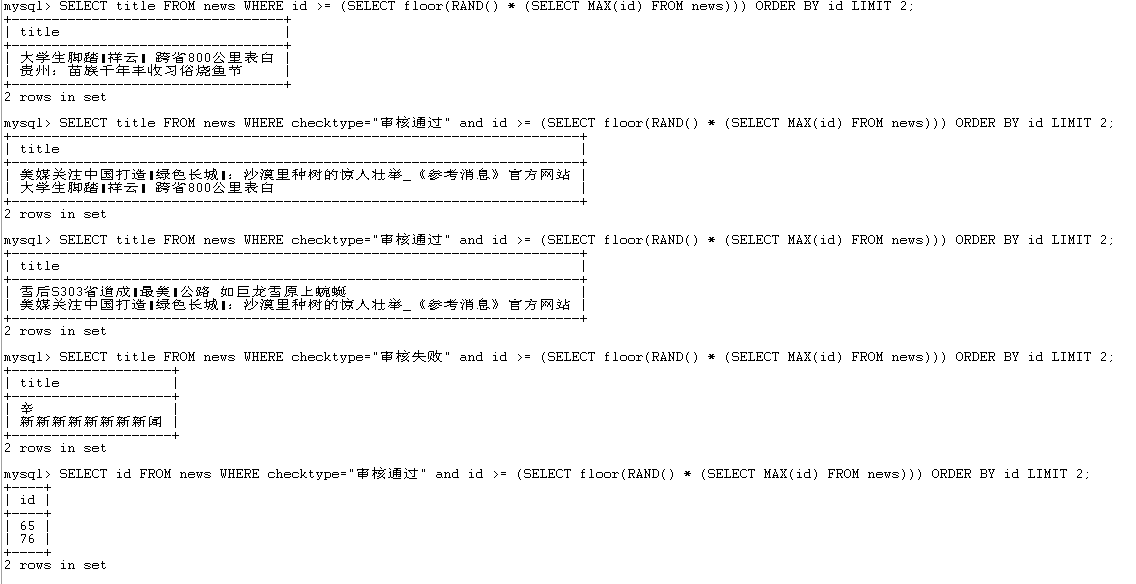 mysql> SELECT title FROM news WHERE id >= (SELECT floor(RAND() * (SELECT MAX(id) FROM news))) ORDER BY id LIMIT 2;
+----------------------------------+
| title                            |
+----------------------------------+
| 大学生脚踏▮祥云▮ 跨省800公里表白 |
| 贵州：苗族千年丰收习俗烧鱼节     |
+----------------------------------+
2 rows in set
mysql> SELECT title FROM news WHERE checktype="审核通过" and id >= (SELECT floor(RAND() * (SELECT MAX(id) FROM news))) ORDER BY id LIMIT 2;
+-----------------------------------------------------------------------+
| title                                                                 |
+-----------------------------------------------------------------------+
| 美媒关注中国打造▮绿色长城▮：沙漠里种树的惊人壮举_《参考消息》官方网站 |
| 大学生脚踏▮祥云▮ 跨省800公里表白                                      |
+-----------------------------------------------------------------------+
2 rows in set
mysql> SELECT title FROM news WHERE checktype="审核通过" and id >= (SELECT floor(RAND() * (SELECT MAX(id) FROM news))) ORDER BY id LIMIT 2;
+-----------------------------------------------------------------------+
| title                                                                 |
+-----------------------------------------------------------------------+
| 雪后S303省道成▮最美▮公路 如巨龙雪原上蜿蜒                             |
| 美媒关注中国打造▮绿色长城▮：沙漠里种树的惊人壮举_《参考消息》官方网站 |
+-----------------------------------------------------------------------+
2 rows in set
mysql> SELECT title FROM news WHERE checktype="审核失败" and id >= (SELECT floor(RAND() * (SELECT MAX(id) FROM news))) ORDER BY id LIMIT 2;
+--------------------+
| title              |
+--------------------+
| 举                 |
| 新新新新新新新新闻 |
+--------------------+
2 rows in set
mysql> SELECT id FROM news WHERE checktype="审核通过" and id >= (SELECT floor(RAND() * (SELECT MAX(id) FROM news))) ORDER BY id LIMIT 2;
+----+
| id |
+----+
| 65 |
| 76 |
+----+
2 rows in set